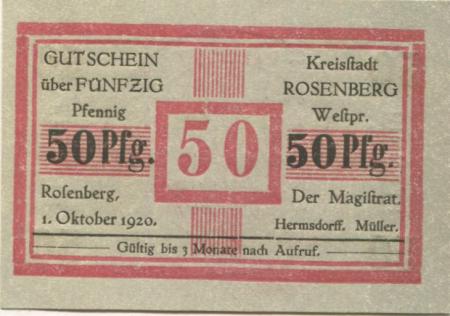 GUTSCHEIN
über FÜNFZIG
Pfennig
50 Pfg.
Rosenberg,
1. Oktober 1920.
50
Kreisſtadt
ROSENBERG
Weſtpr.
50 Pfg.
Der Magiſtrat.
Hermsdorff. Müller.
Gültig bis 3 Monate nach Aufruf.